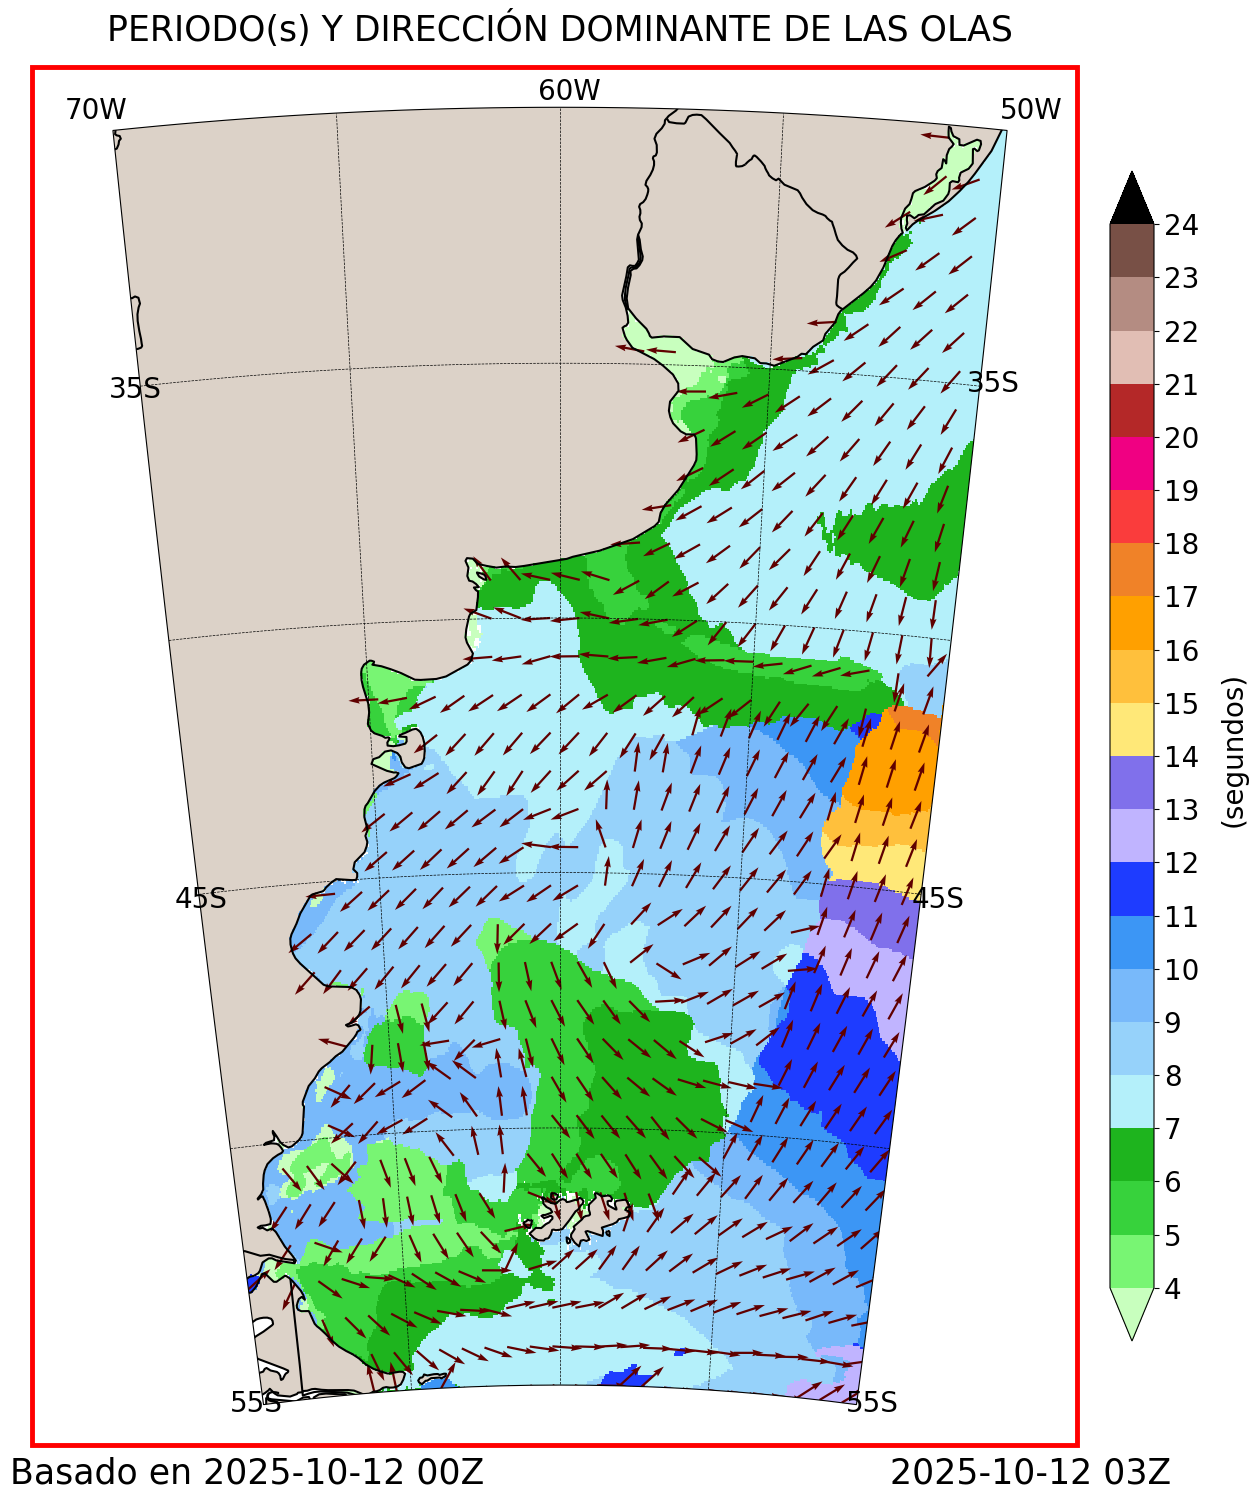 PERIODO(s) Y DIRECCIÓN DOMINANTE DE LAS OLAS
70W
60W
50W
35S
35S
45S
45S
55S
55S
24
23
22
21
20
19
18
17
16
15
14
13
12
11
10
9
8
7
6
5
4
(segundos)
Basado en 2025-10-12 00Z
2025-10-12 03Z